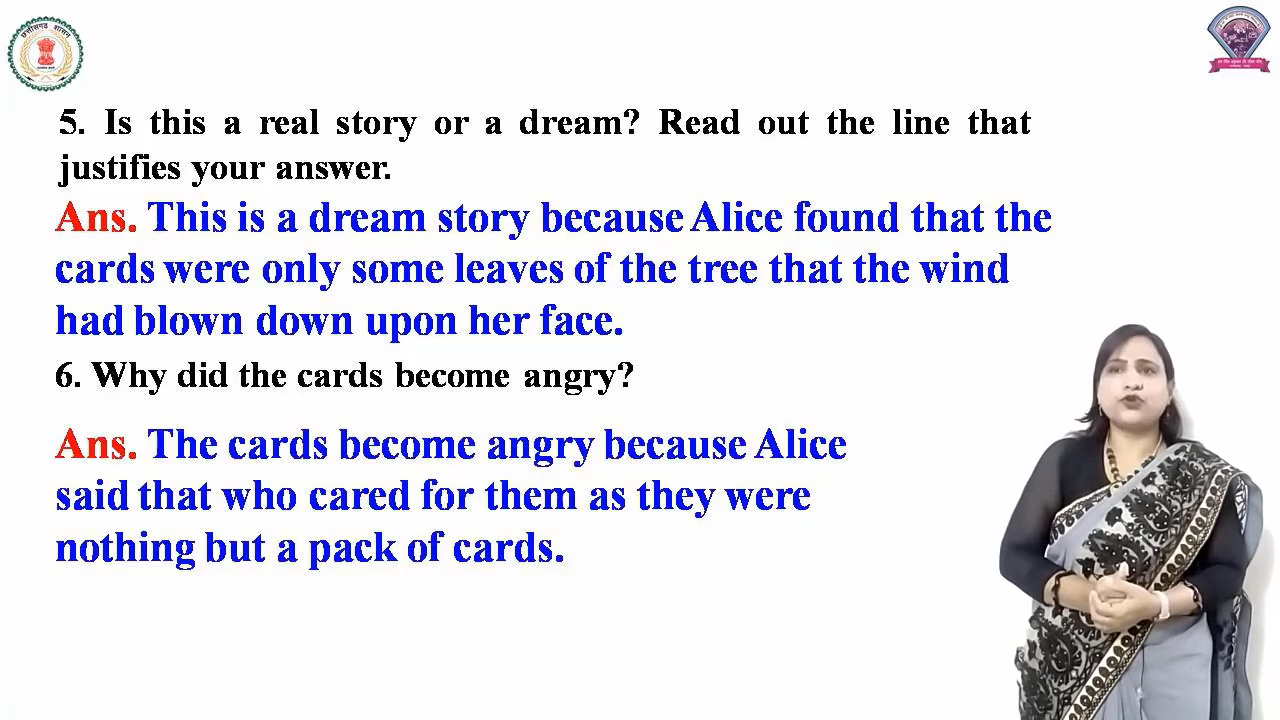 छत्तीसगढ़ शासन
5. Is this a real story or a dream? Read out the line that
justifies your answer.
Ans. This is a dream story because Alice found that the
cards were only some leaves of the tree that the wind
had blown down upon her face.
6. Why did the cards become angry?
Ans. The cards become angry because Alice
said that who cared for them as they were
nothing but a pack of cards.